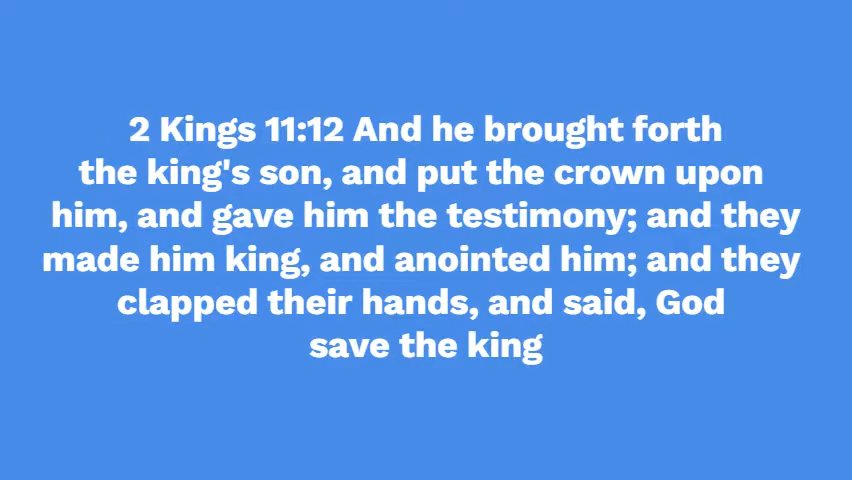 2 Kings 11:12 And he brought forth
the king's son, and put the crown upon
him, and gave him the testimony; and they
made him king, and anointed him; and they
clapped their hands, and said, God
save the king